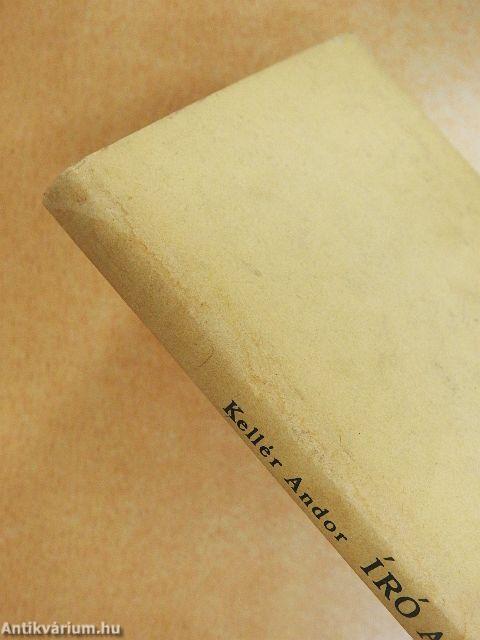 Kellér Andor ÍRÓ A
Antikvárium.hu